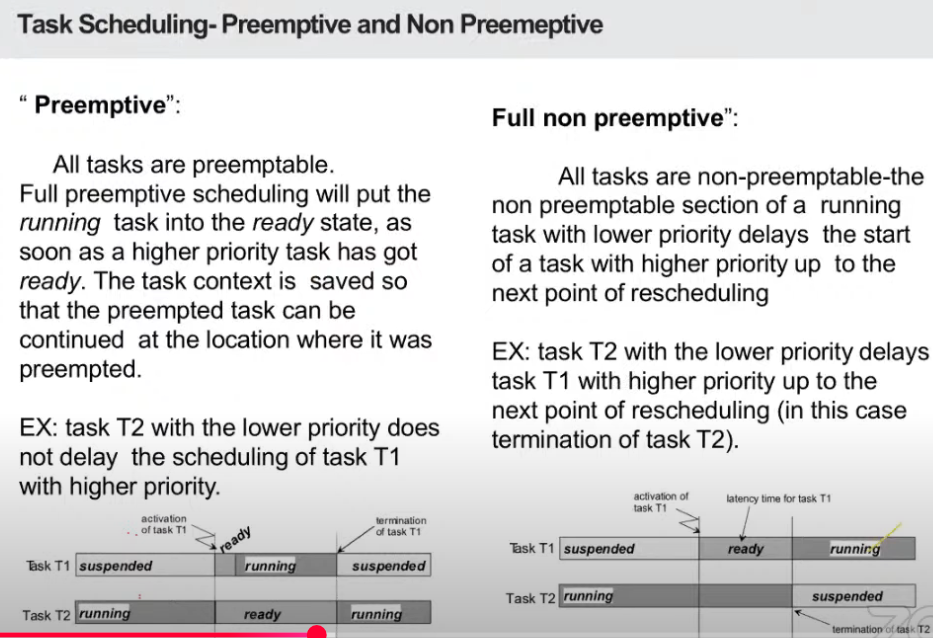 Task Scheduling- Preemptive and Non Preemeptive
“ Preemptive”:
All tasks are preemptable.
Full preemptive scheduling will put the
running task into the ready state, as
soon as a higher priority task has got
ready. The task context is saved so
that the preempted task can be
continued at the location where it was
preempted.
EX: task T2 with the lower priority does
not delay the scheduling of task T1
with higher priority.
activation
of task T1
ready
termination
of task T1
Task T1 suspended running suspended
Task T2 running ready running
Full non preemptive”:
All tasks are non-preemptable-the
non preemptable section of a running
task with lower priority delays the start
of a task with higher priority up to the
next point of rescheduling
EX: task T2 with the lower priority delays
task T1 with higher priority up to the
next point of rescheduling (in this case
termination of task T2).
activation of
task T1
latency time for task T1
Task T1 suspended ready running
Task T2 running suspended
termination of task T2